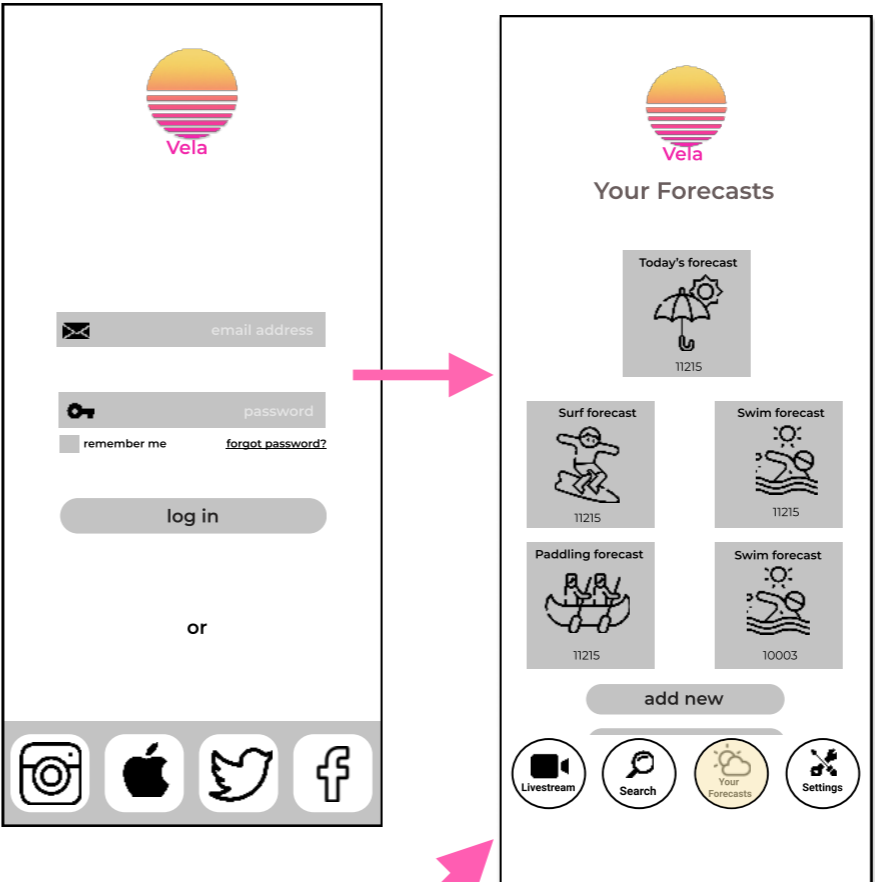 Vela
email address
password
remember me
forgot password?
log in
or
Vela
Your Forecasts
Today's forecast
11215
Surf forecast
11215
Swim forecast
11215
Paddling forecast
11215
Swim forecast
10003
add new
Livestream
Search
Your
Forecasts
Settings